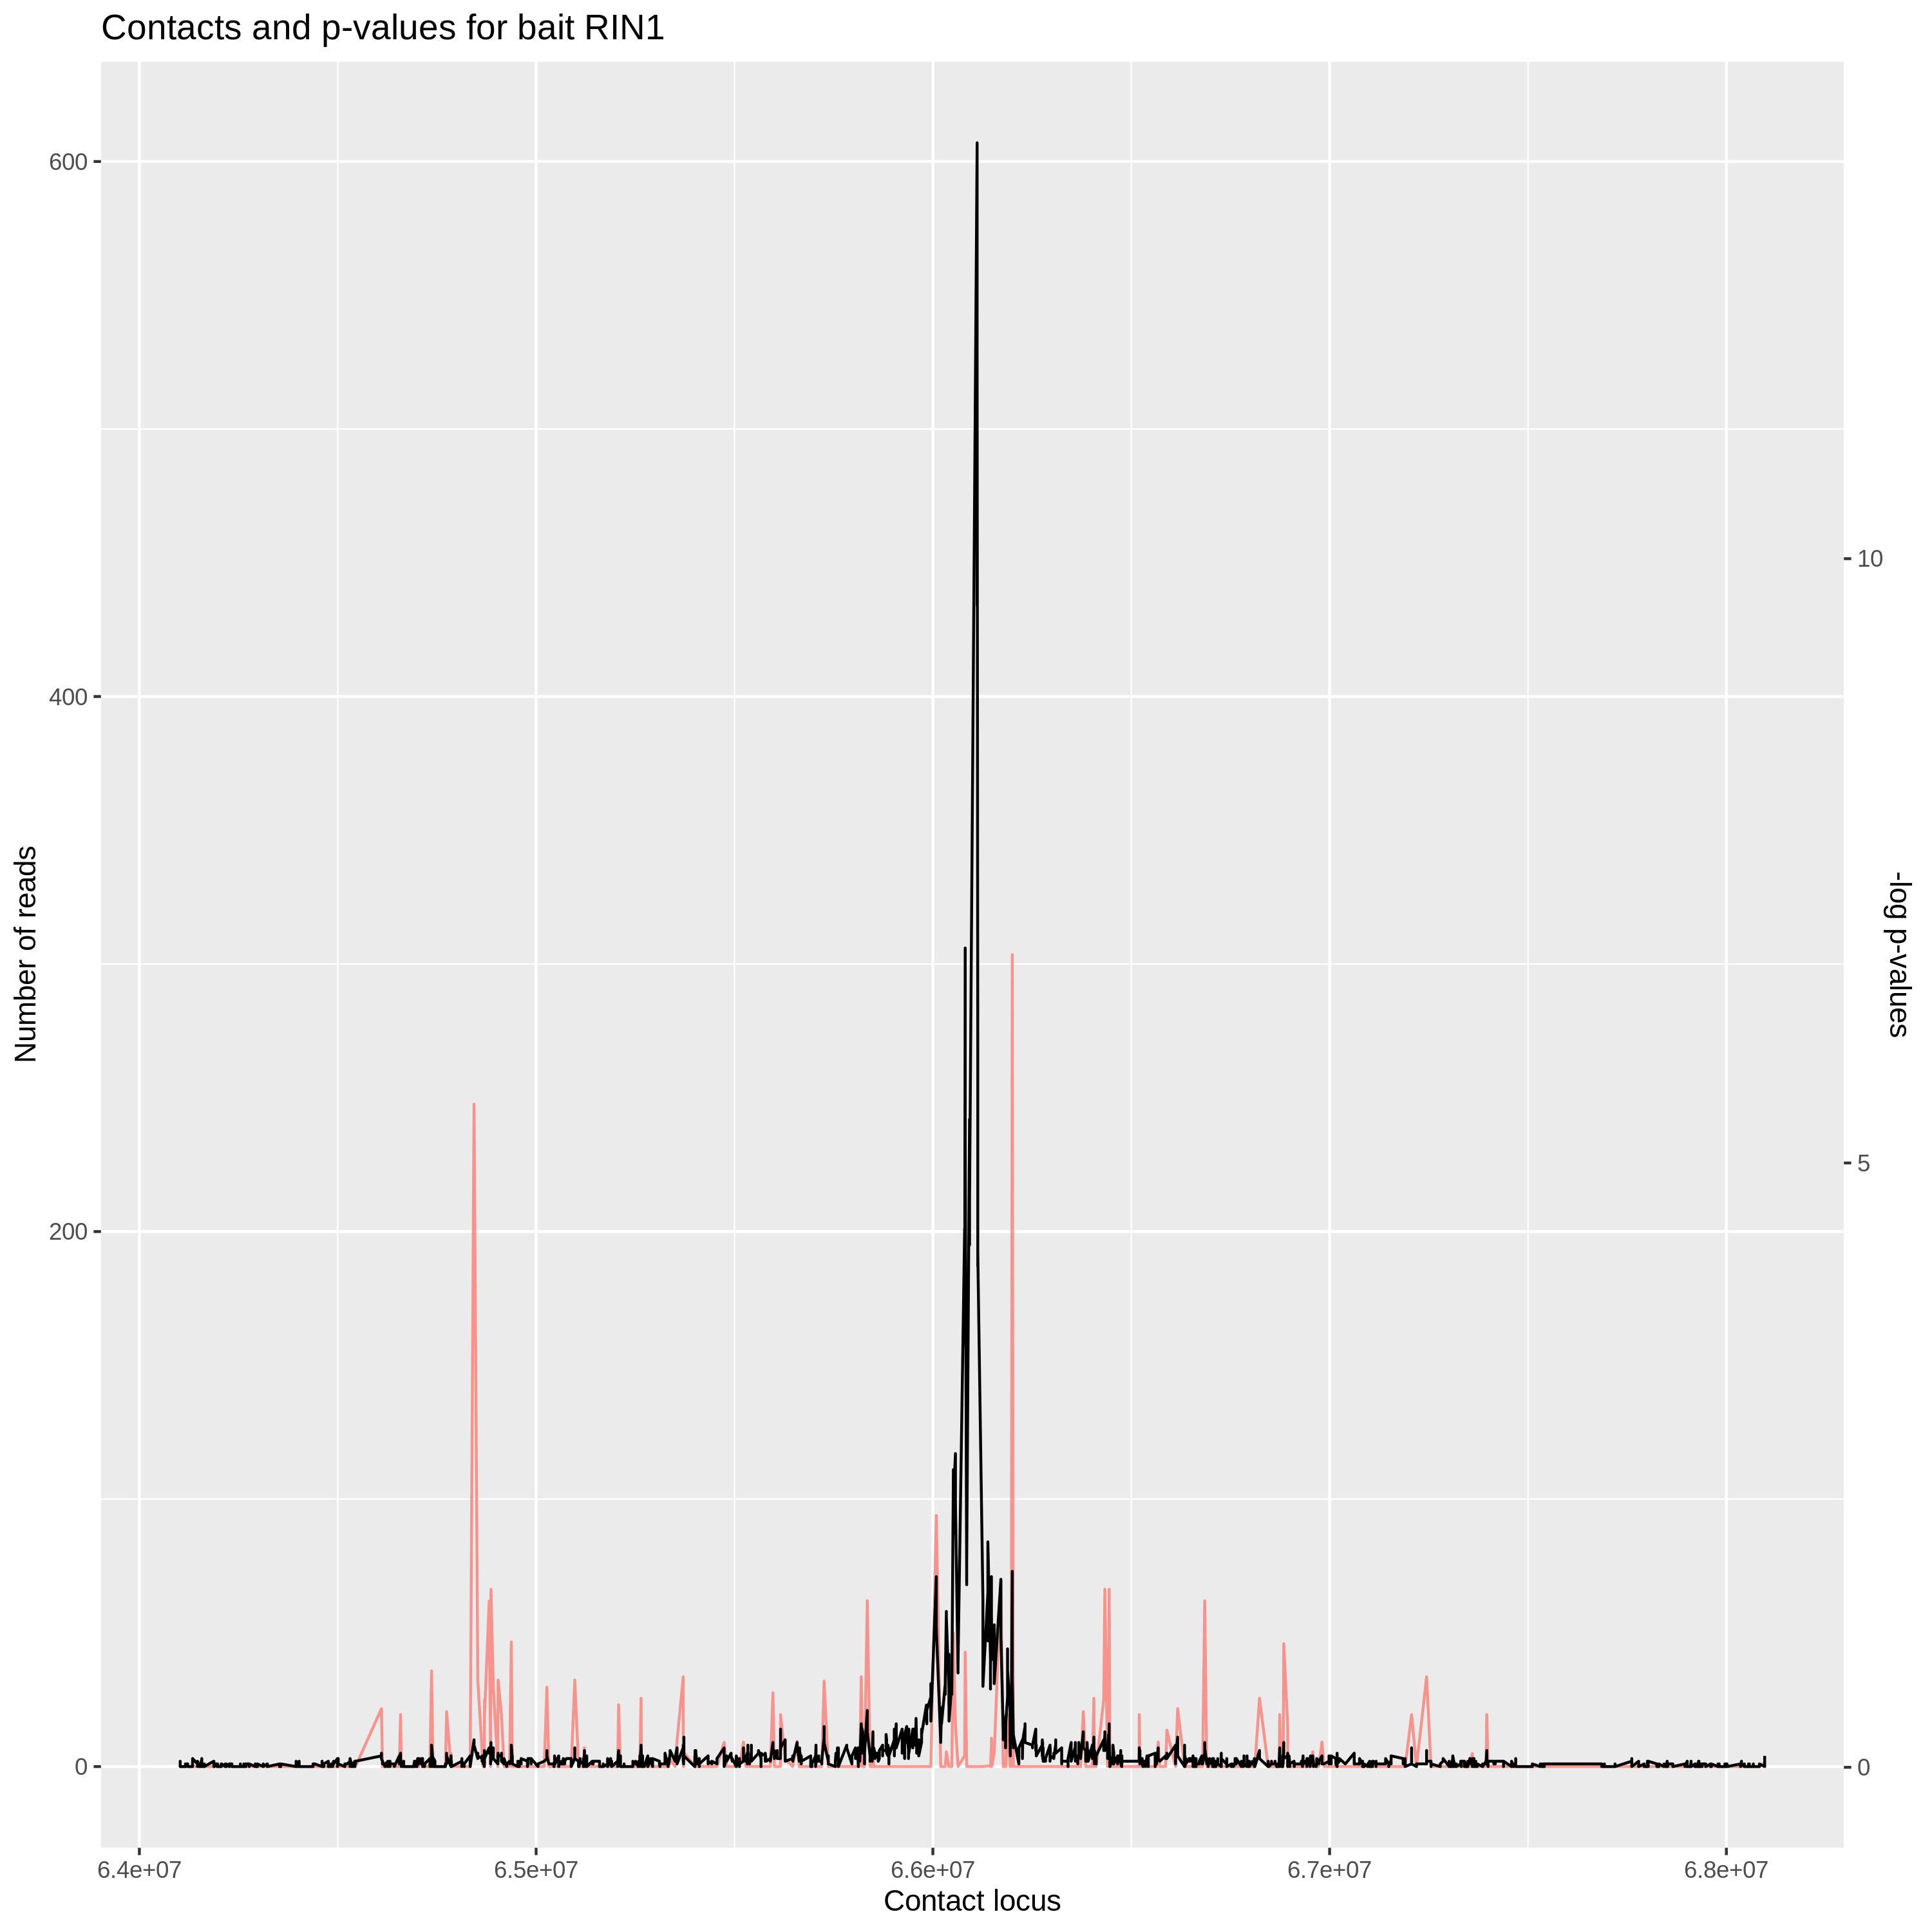 Contacts and p-values for bait RIN1
600
400
200
0
Number of reads
10
5
0
-log p-values
6.4e+07
6.5e+07
6.6e+07
6.7e+07
6.8e+07
Contact locus